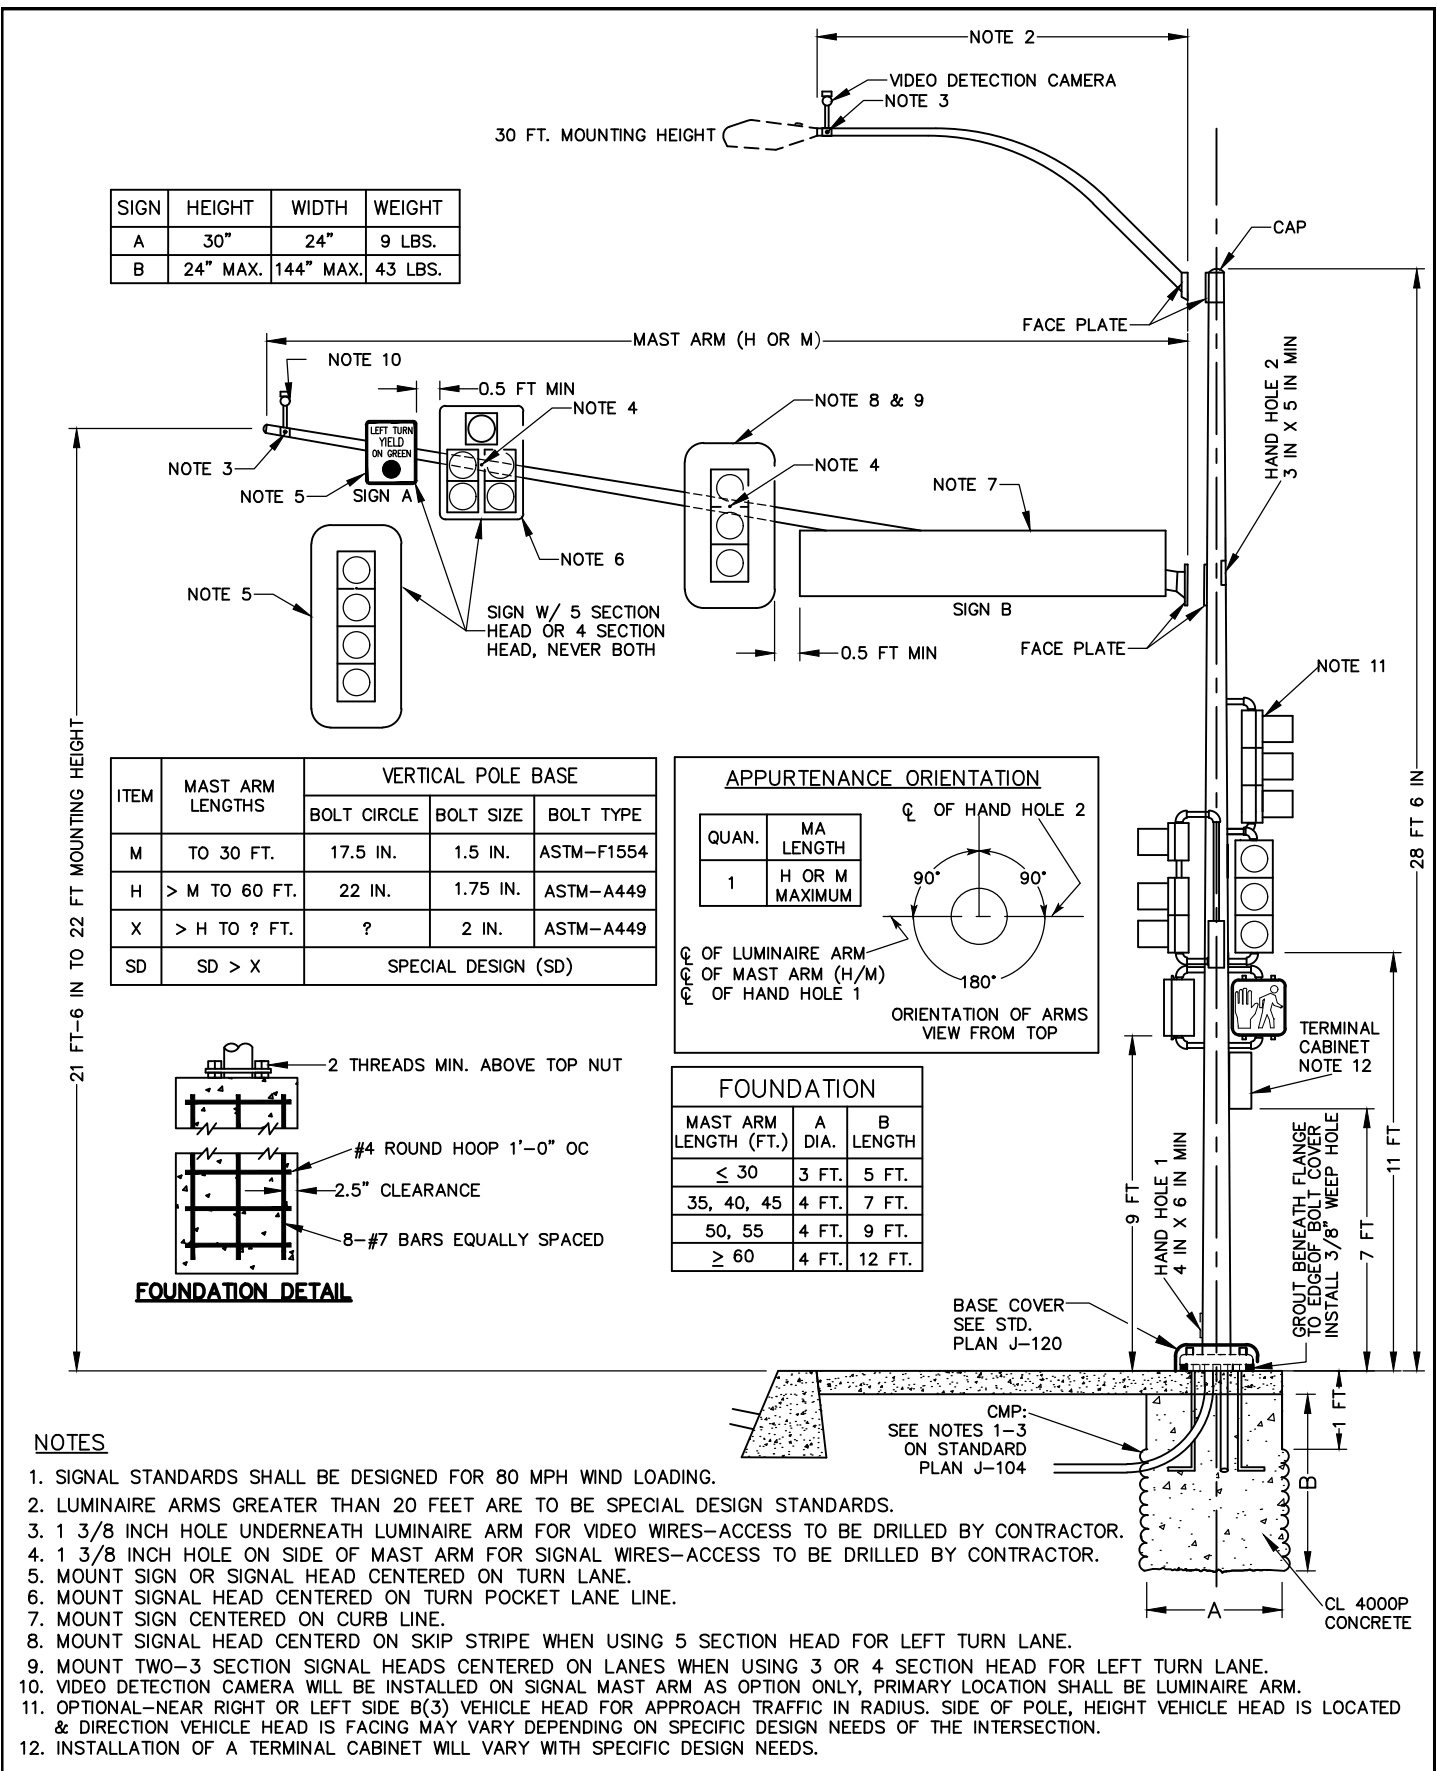 NOTE 2
VIDEO DETECTION CAMERA
NOTE 3
30 FT. MOUNTING HEIGHT
CAP
SIGN HEIGHT WIDTH WEIGHT
A 30" 24" 9 LBS.
B 24" MAX. 144" MAX. 43 LBS.
FACE PLATE
MAST ARM (H OR M)
NOTE 10
0.5 FT MIN
NOTE 4
NOTE 8 & 9
LEFT TURN
YIELD
ON GREEN
NOTE 3
NOTE 5
SIGN A
NOTE 4
NOTE 7
NOTE 6
HAND HOLE 2
3 IN X 5 IN MIN
NOTE 5
SIGN W/ 5 SECTION
HEAD OR 4 SECTION
HEAD, NEVER BOTH
SIGN B
0.5 FT MIN
FACE PLATE
NOTE 11
21 FT-6 IN TO 22 FT MOUNTING HEIGHT
28 FT 6 IN
ITEM MAST ARM LENGTHS VERTICAL POLE BASE
BOLT CIRCLE BOLT SIZE BOLT TYPE
M TO 30 FT. 17.5 IN. 1.5 IN. ASTM-F1554
H > M TO 60 FT. 22 IN. 1.75 IN. ASTM-A449
X > H TO ? FT. ? 2 IN. ASTM-A449
SD SD > X SPECIAL DESIGN (SD)
APPURTENANCE ORIENTATION
QUAN. MA LENGTH
1 H OR M MAXIMUM
℄ OF HAND HOLE 2
90° 90°
180°
℄ OF LUMINAIRE ARM
℄ OF MAST ARM (H/M)
℄ OF HAND HOLE 1
ORIENTATION OF ARMS
VIEW FROM TOP
TERMINAL
CABINET
NOTE 12
2 THREADS MIN. ABOVE TOP NUT
#4 ROUND HOOP 1'-0" OC
2.5" CLEARANCE
8-#7 BARS EQUALLY SPACED
FOUNDATION DETAIL
FOUNDATION
MAST ARM LENGTH (FT.) A DIA. B LENGTH
≤ 30 3 FT. 5 FT.
35, 40, 45 4 FT. 7 FT.
50, 55 4 FT. 9 FT.
≥ 60 4 FT. 12 FT.
9 FT
HAND HOLE 1
4 IN X 6 IN MIN
GROUT BENEATH FLANGE
TO EDGEOF BOLT COVER
INSTALL 3/8" WEEP HOLE
7 FT
11 FT
BASE COVER
SEE STD.
PLAN J-120
CMP:
SEE NOTES 1-3
ON STANDARD
PLAN J-104
1 FT
B
A
CL 4000P
CONCRETE
NOTES
1. SIGNAL STANDARDS SHALL BE DESIGNED FOR 80 MPH WIND LOADING.
2. LUMINAIRE ARMS GREATER THAN 20 FEET ARE TO BE SPECIAL DESIGN STANDARDS.
3. 1 3/8 INCH HOLE UNDERNEATH LUMINAIRE ARM FOR VIDEO WIRES-ACCESS TO BE DRILLED BY CONTRACTOR.
4. 1 3/8 INCH HOLE ON SIDE OF MAST ARM FOR SIGNAL WIRES-ACCESS TO BE DRILLED BY CONTRACTOR.
5. MOUNT SIGN OR SIGNAL HEAD CENTERED ON TURN LANE.
6. MOUNT SIGNAL HEAD CENTERED ON TURN POCKET LANE LINE.
7. MOUNT SIGN CENTERED ON CURB LINE.
8. MOUNT SIGNAL HEAD CENTERD ON SKIP STRIPE WHEN USING 5 SECTION HEAD FOR LEFT TURN LANE.
9. MOUNT TWO-3 SECTION SIGNAL HEADS CENTERED ON LANES WHEN USING 3 OR 4 SECTION HEAD FOR LEFT TURN LANE.
10. VIDEO DETECTION CAMERA WILL BE INSTALLED ON SIGNAL MAST ARM AS OPTION ONLY, PRIMARY LOCATION SHALL BE LUMINAIRE ARM.
11. OPTIONAL-NEAR RIGHT OR LEFT SIDE B(3) VEHICLE HEAD FOR APPROACH TRAFFIC IN RADIUS. SIDE OF POLE, HEIGHT VEHICLE HEAD IS LOCATED
& DIRECTION VEHICLE HEAD IS FACING MAY VARY DEPENDING ON SPECIFIC DESIGN NEEDS OF THE INTERSECTION.
12. INSTALLATION OF A TERMINAL CABINET WILL VARY WITH SPECIFIC DESIGN NEEDS.